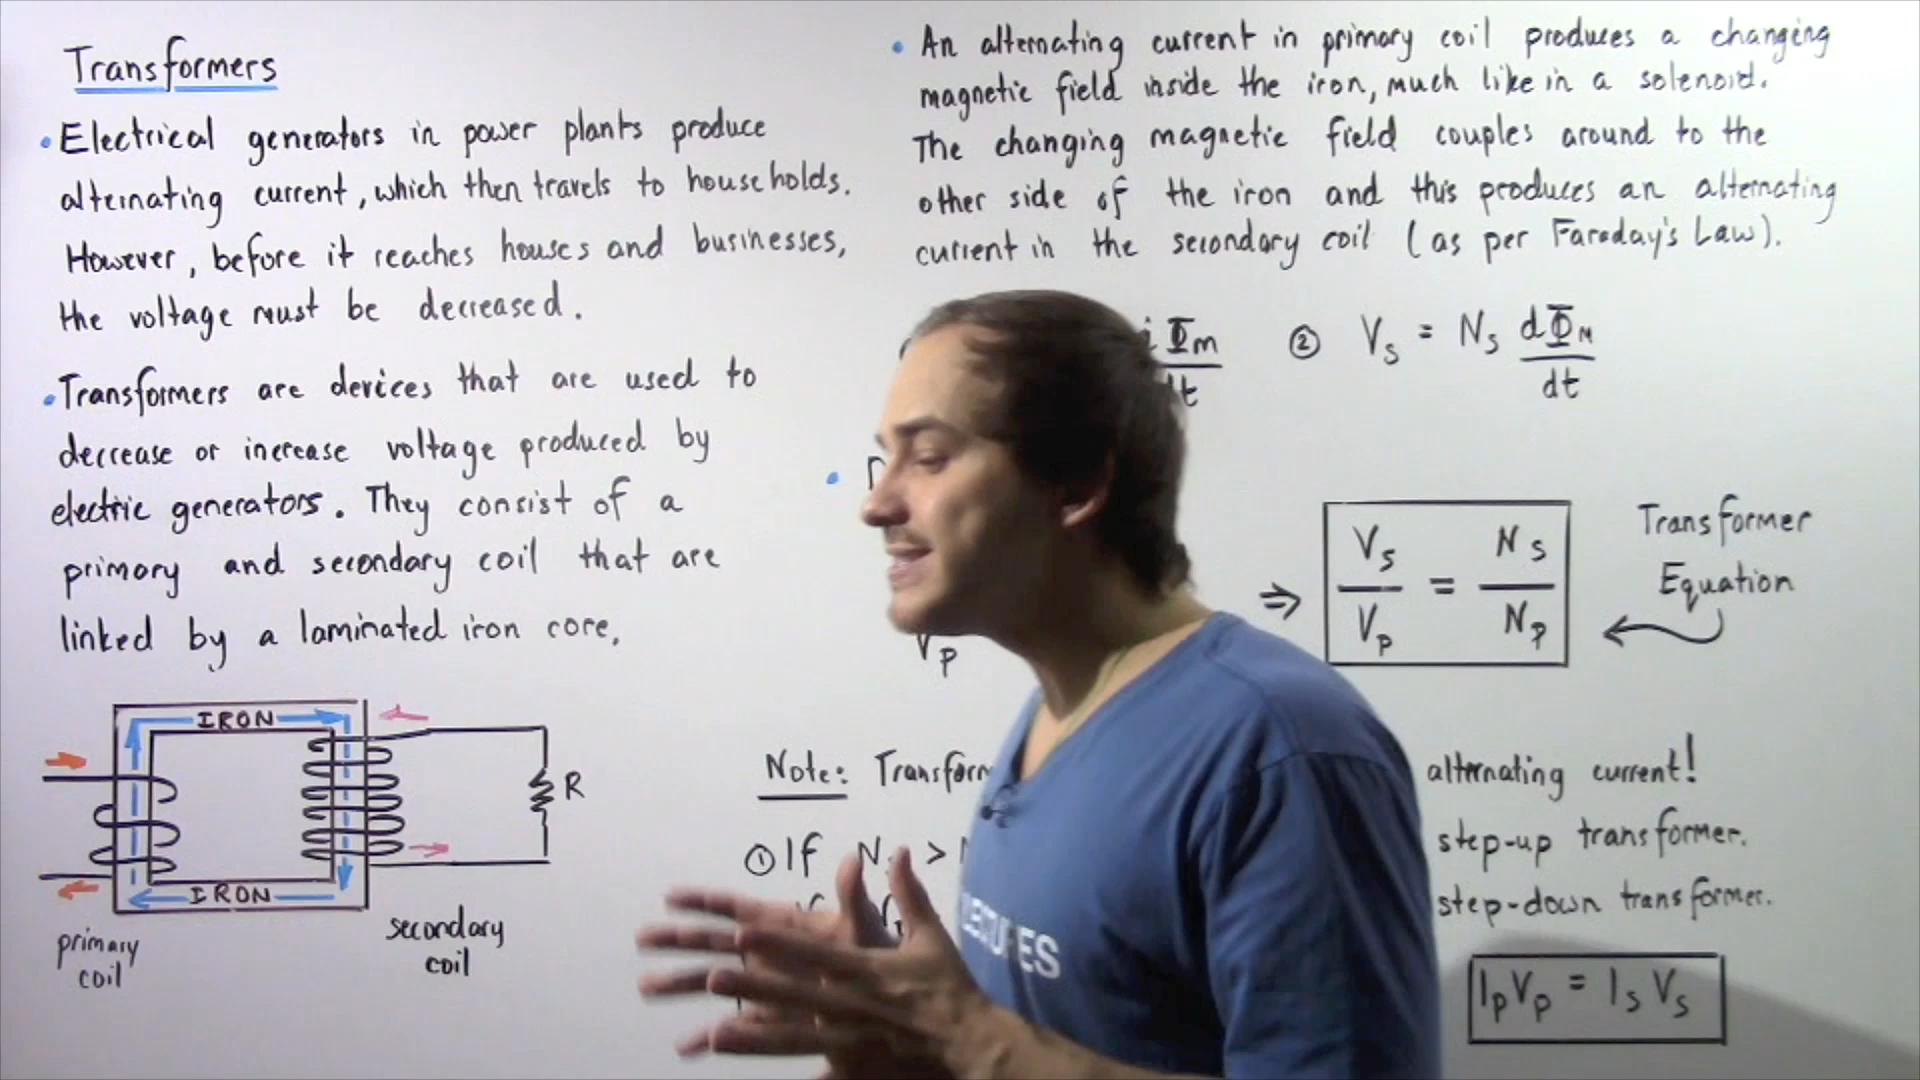 Transformers
• Electrical generators in power plants produce
alternating current, which then travels to households.
However, before it reaches houses and businesses,
the voltage must be decreased.
• Transformers are devices that are used to
decrease or increase voltage produced by
electric generators. They consist of a
primary and secondary coil that are
linked by a laminated iron core.
IRON
R
IRON
primary
coil
secondary
coil
• An alternating current in primary coil produces a changing
magnetic field inside the iron, much like in a solenoid.
The changing magnetic field couples around to the
other side of the iron and this produces an alternating
current in the secondary coil (as per Faraday's Law).
Φm
② Vs = Ns dΦM
dt
Vp
⇒ Vs/Vp = Ns/Np
Transformer
Equation
Note: alternating current!
① If N > step-up transformer.
step-down transformer.
IpVp = IsVs
LECTURES